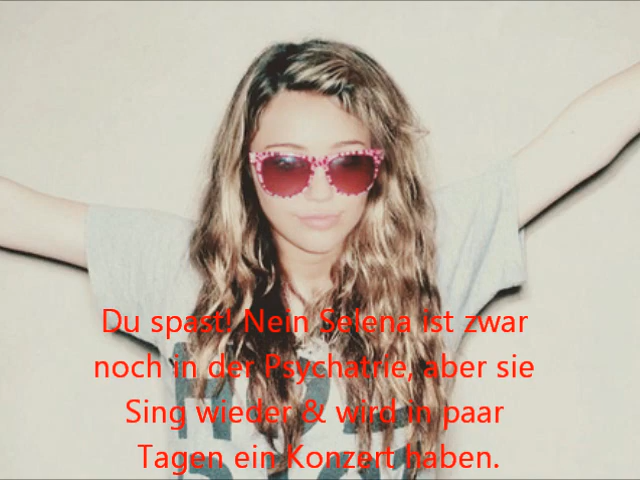 Du spast! Nein Selena ist zwar
noch in der Psychatrie, aber sie
Sing wieder & wird in paar
Tagen ein Konzert haben.